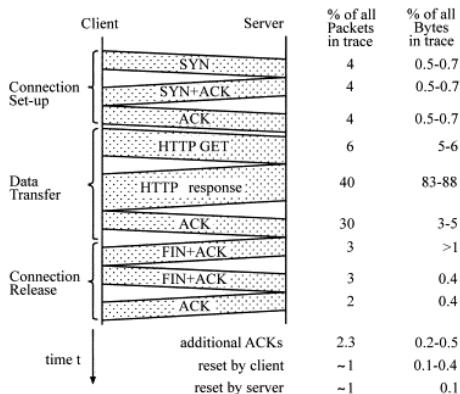 Client Server % of all Packets in trace % of all Bytes in trace
SYN 4 0.5-0.7
Connection Set-up SYN+ACK 4 0.5-0.7
ACK 4 0.5-0.7
HTTP GET 6 5-6
Data Transfer HTTP response 40 83-88
ACK 30 3-5
FIN+ACK 3 >1
Connection Release FIN+ACK 3 0.4
ACK 2 0.4
additional ACKs 2.3 0.2-0.5
time t reset by client ~1 0.1-0.4
reset by server ~1 0.1